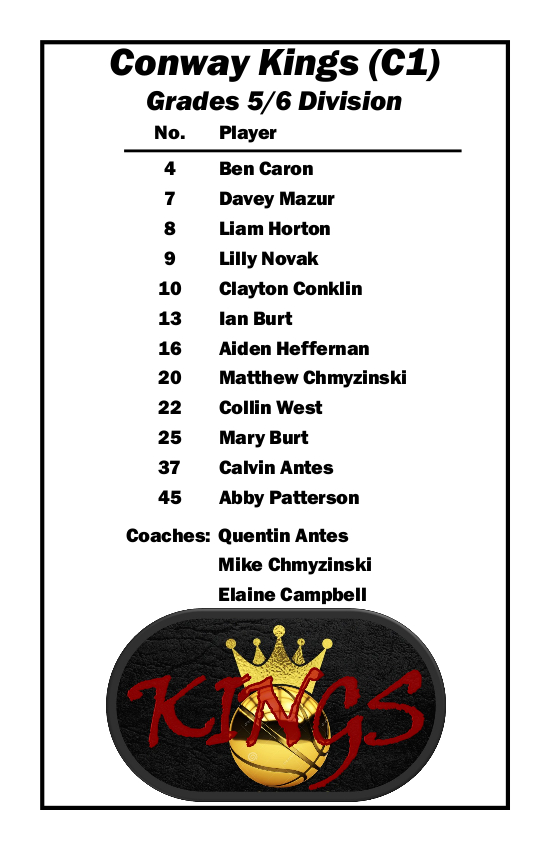 Conway Kings (C1)
Grades 5/6 Division
No. Player
4 Ben Caron
7 Davey Mazur
8 Liam Horton
9 Lilly Novak
10 Clayton Conklin
13 Ian Burt
16 Aiden Heffernan
20 Matthew Chmyzinski
22 Collin West
25 Mary Burt
37 Calvin Antes
45 Abby Patterson
Coaches: Quentin Antes
Mike Chmyzinski
Elaine Campbell
KINGS